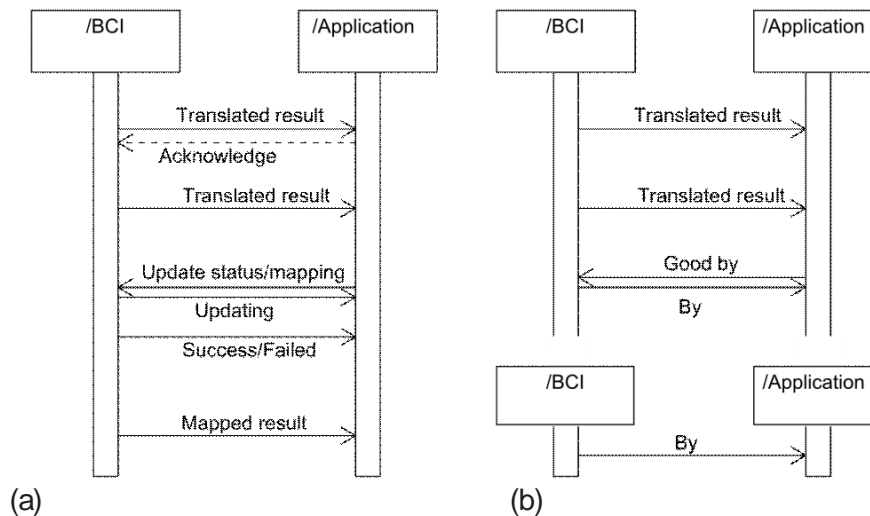 /BCI
/Application
Translated result
Acknowledge
Translated result
Update status/mapping
Updating
Success/Failed
Mapped result
(a)
/BCI
/Application
Translated result
Translated result
Good by
By
/BCI
/Application
By
(b)